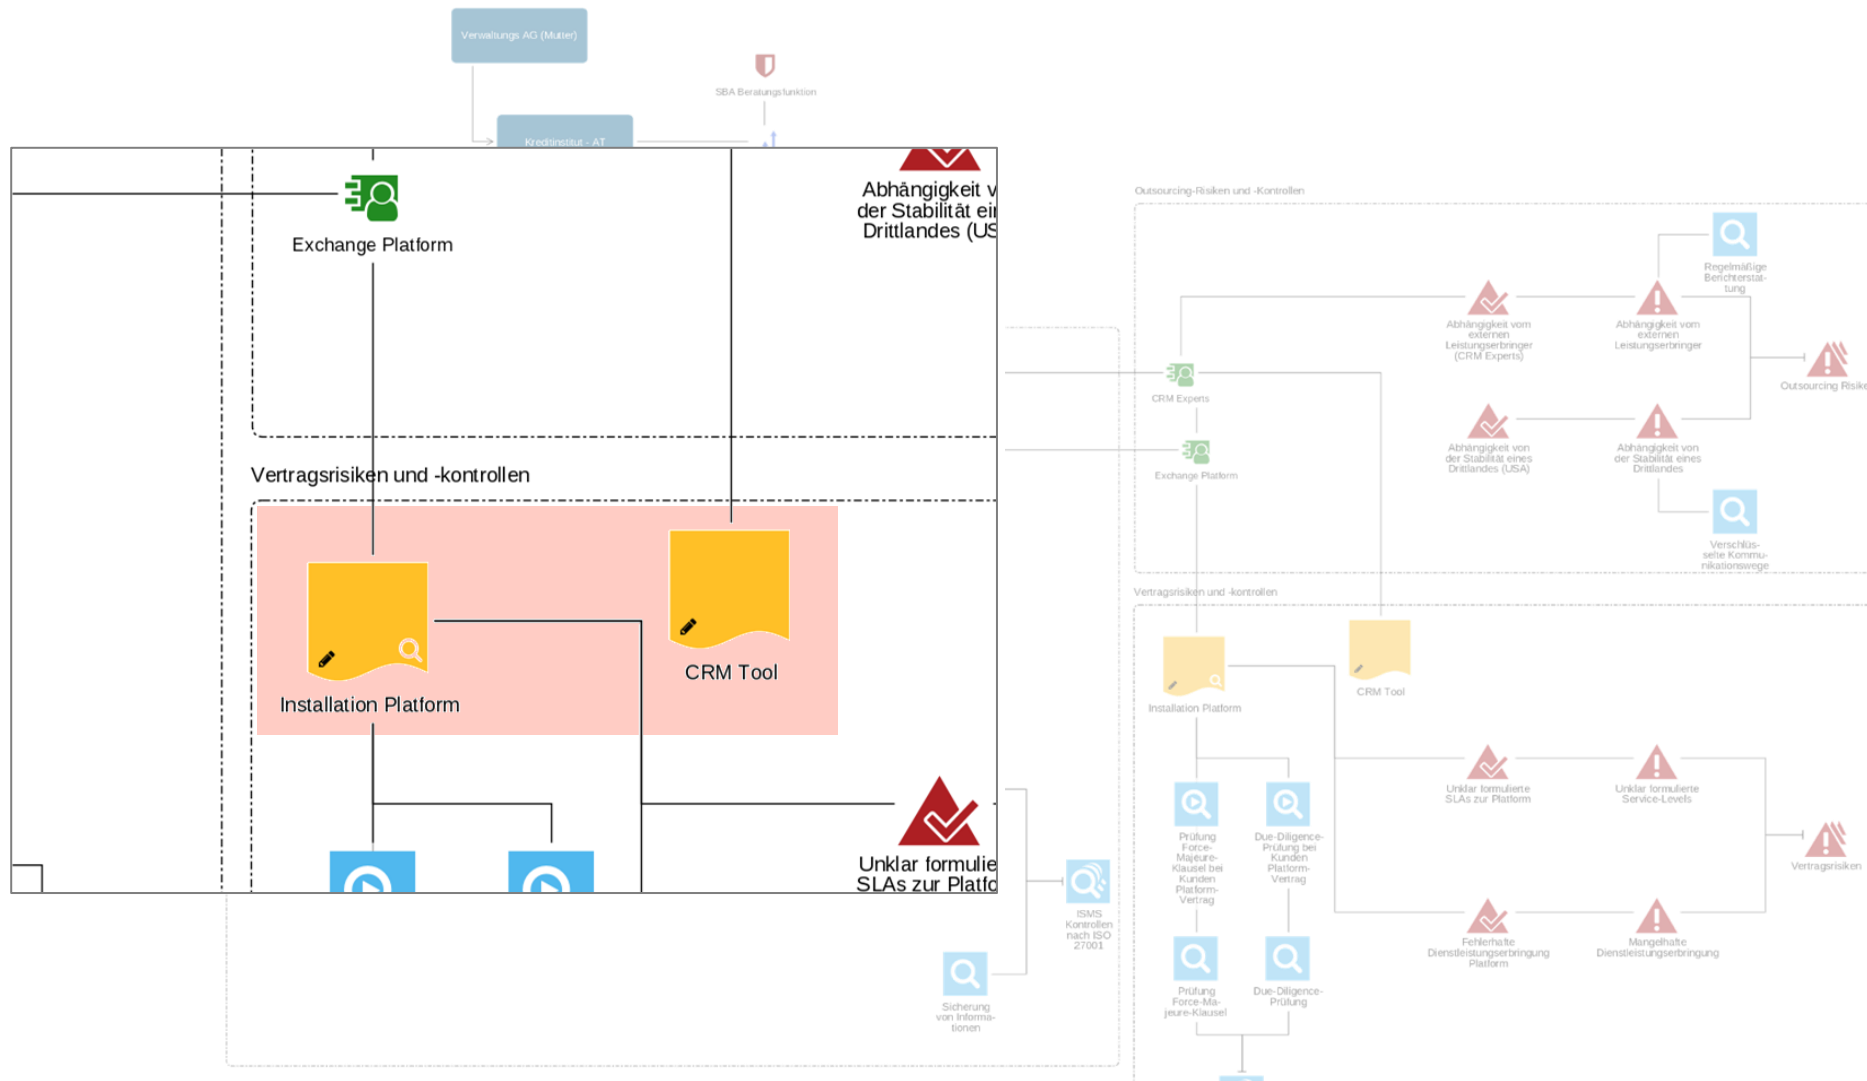 Verwaltungs AG (Mutter)
SBA Beratungsfunktion
Kreditinstitut - AT
Exchange Platform
Abhängigkeit v
der Stabilität ei
Drittlandes (US
Vertragsrisiken und -kontrollen
Installation Platform
CRM Tool
Unklar formulie
SLAs zur Platfo
Outsourcing-Risiken und -Kontrollen
Regelmäßige
Berichterstat-
tung
Abhängigkeit vom
externen
Leistungserbringer
(CRM Experts)
Abhängigkeit vom
externen
Leistungserbringer
Outsourcing Risike
CRM Experts
Exchange Platform
Abhängigkeit von
der Stabilität eines
Drittlandes (USA)
Abhängigkeit von
der Stabilität eines
Drittlandes
Verschlüs-
selte Kommu-
nikationswege
Vertragsrisiken und -kontrollen
Installation Platform
CRM Tool
Unklar formulierte
SLAs zur Platform
Unklar formulierte
Service-Levels
Prüfung
Force-
Majeure-
Klausel bei
Kunden
Platform-
Vertrag
Due-Diligence-
Prüfung bei
Kunden
Platform-
Vertrag
Vertragsrisiken
ISMS
Kontrollen
nach ISO
27001
Fehlerhafte
Dienstleistungserbringung
Platform
Mangelhafte
Dienstleistungserbringung
Sicherung
von Informa-
tionen
Prüfung
Force-Ma-
jeure-Klausel
Due-Diligence-
Prüfung